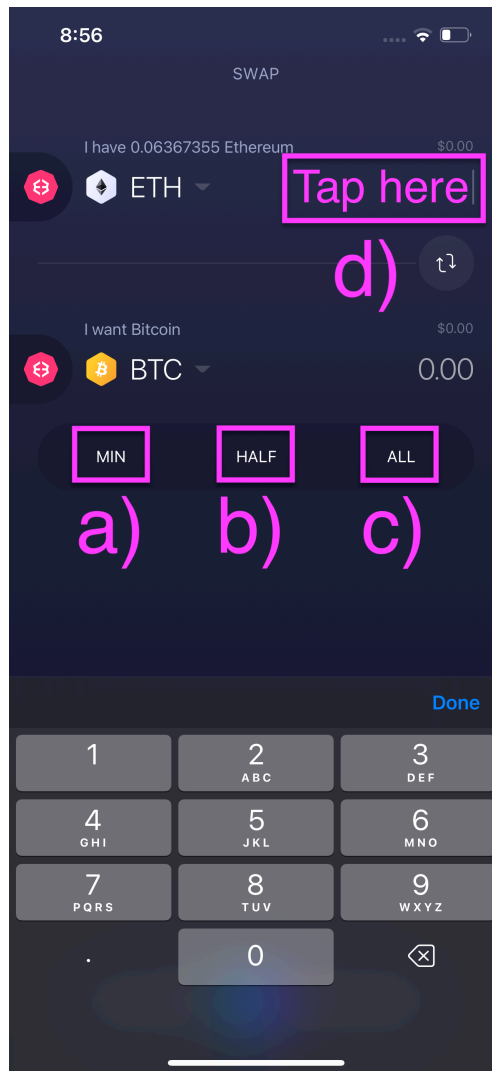 8:56
SWAP
I have 0.06367355 Ethereum $0.00
ETH Tap here
d)
I want Bitcoin $0.00
BTC 0.00
MIN HALF ALL
a) b) c)
Done
1 2 3
ABC DEF
4 5 6
GHI JKL MNO
7 8 9
PQRS TUV WXYZ
. 0